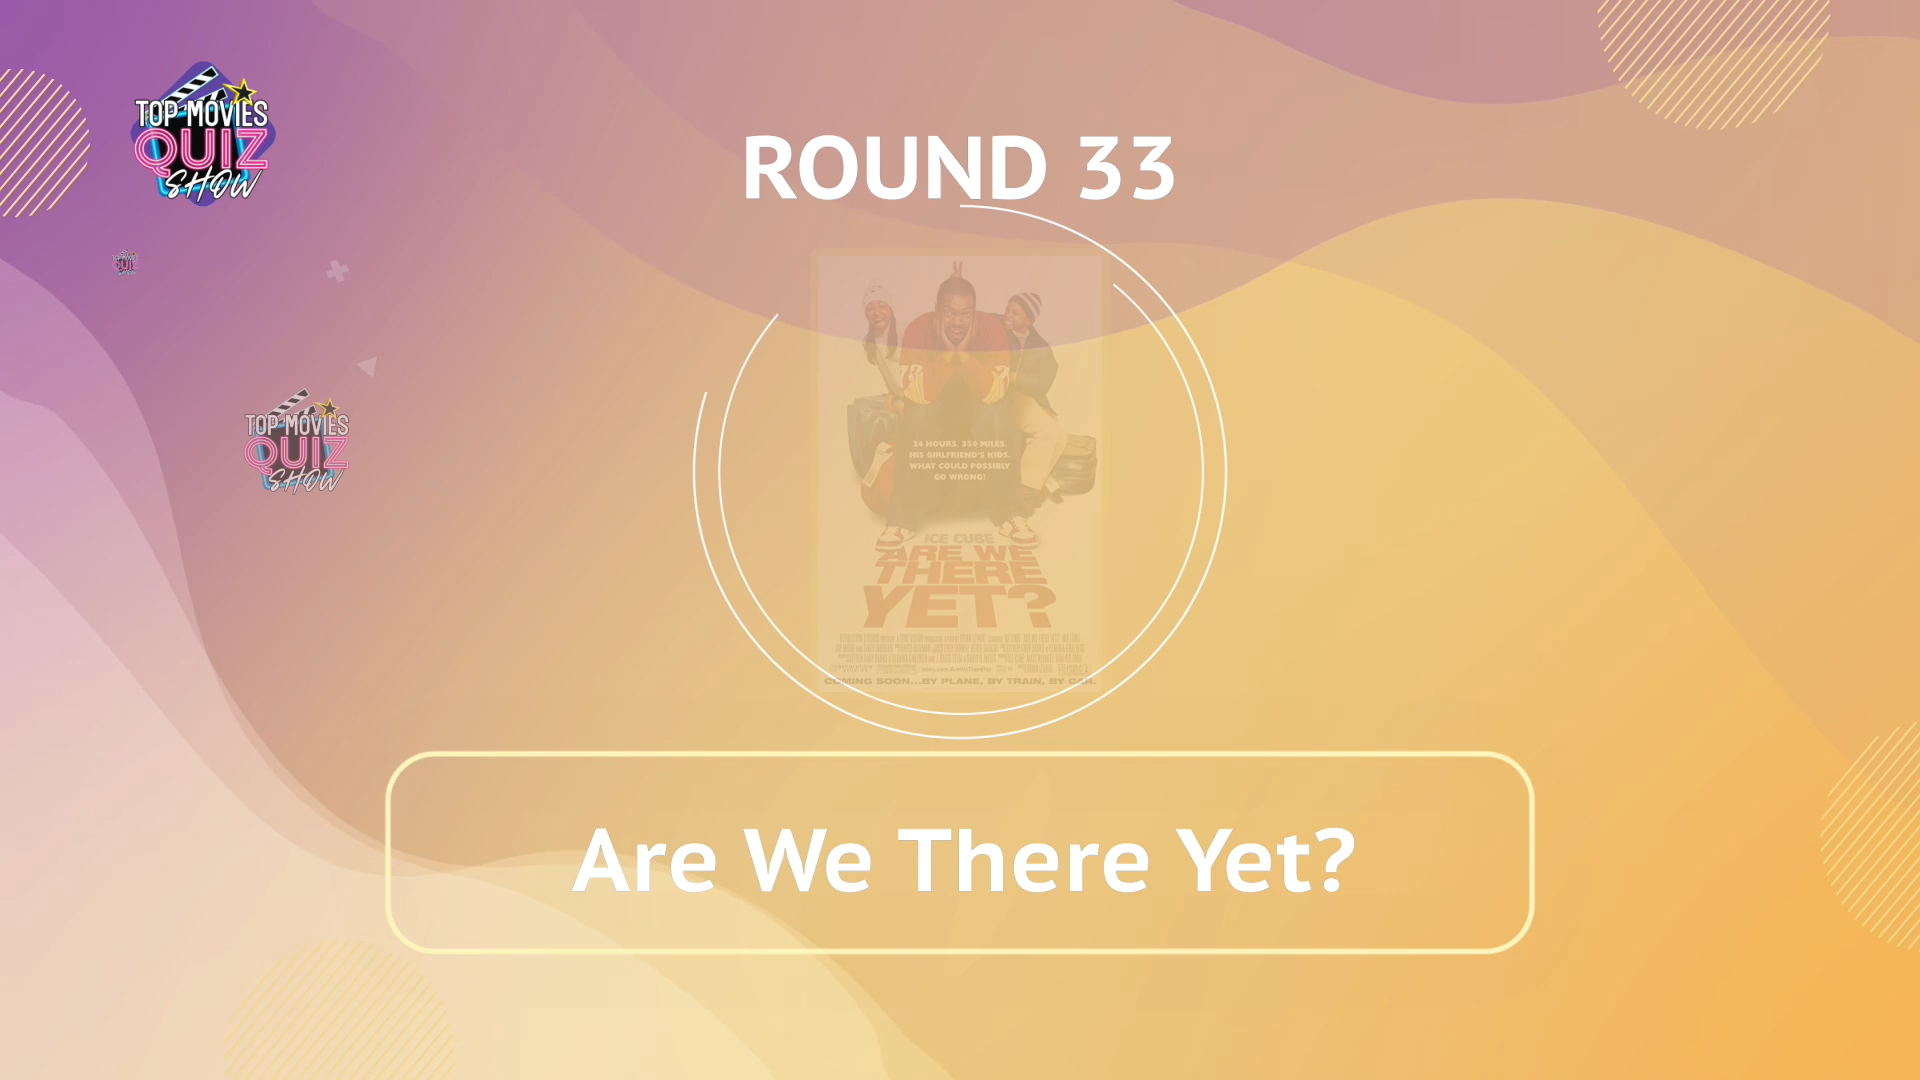 TOP MOVIES
QUIZ
SHOW
ROUND 33
TOP MOVIES
QUIZ
SHOW
24 HOURS. 350 MILES.
HIS GIRLFRIEND'S KIDS.
WHAT COULD POSSIBLY
GO WRONG?
ICE CUBE
ARE WE
THERE
YET?
COMING SOON...BY PLANE, BY TRAIN, BY CAR.
Are We There Yet?